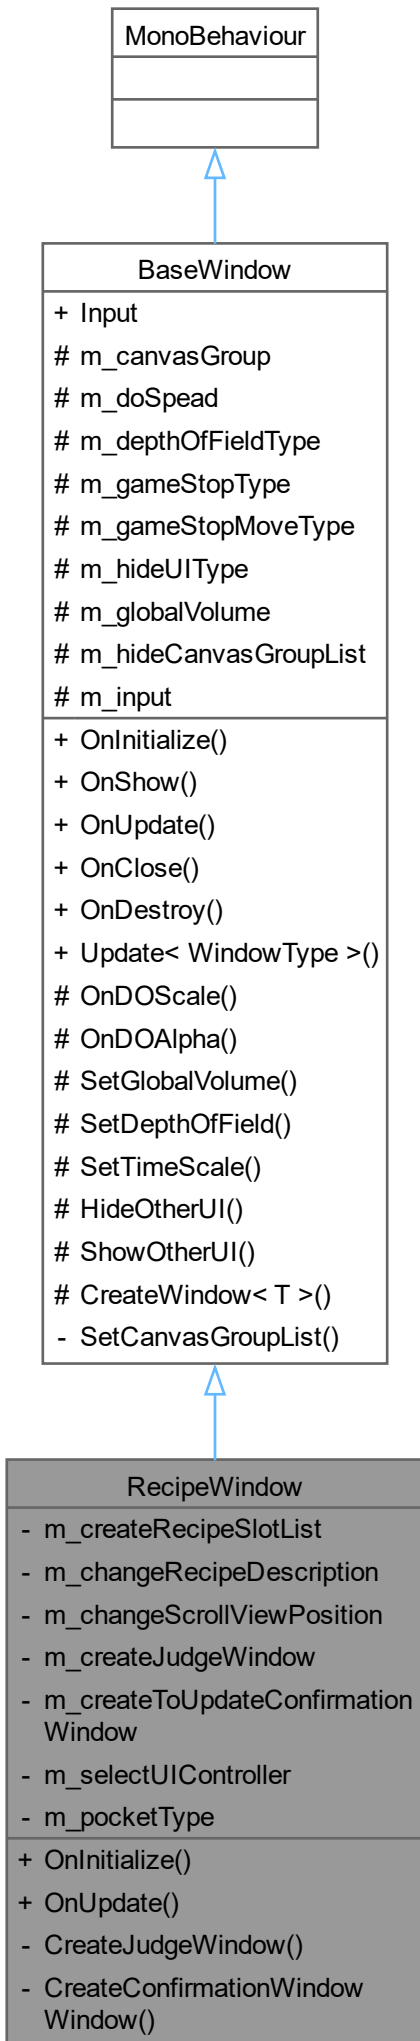 MonoBehaviour
BaseWindow
+ Input
# m_canvasGroup
# m_doSpead
# m_depthOfFieldType
# m_gameStopType
# m_gameStopMoveType
# m_hideUIType
# m_globalVolume
# m_hideCanvasGroupList
# m_input
+ OnInitialize()
+ OnShow()
+ OnUpdate()
+ OnClose()
+ OnDestroy()
+ Update< WindowType >()
# OnDOScale()
# OnDOAlpha()
# SetGlobalVolume()
# SetDepthOfField()
# SetTimeScale()
# HideOtherUI()
# ShowOtherUI()
# CreateWindow< T >()
- SetCanvasGroupList()
RecipeWindow
- m_createRecipeSlotList
- m_changeRecipeDescription
- m_changeScrollViewPosition
- m_createJudgeWindow
- m_createToUpdateConfirmation
Window
- m_selectUIController
- m_pocketType
+ OnInitialize()
+ OnUpdate()
- CreateJudgeWindow()
- CreateConfirmationWindow
Window()